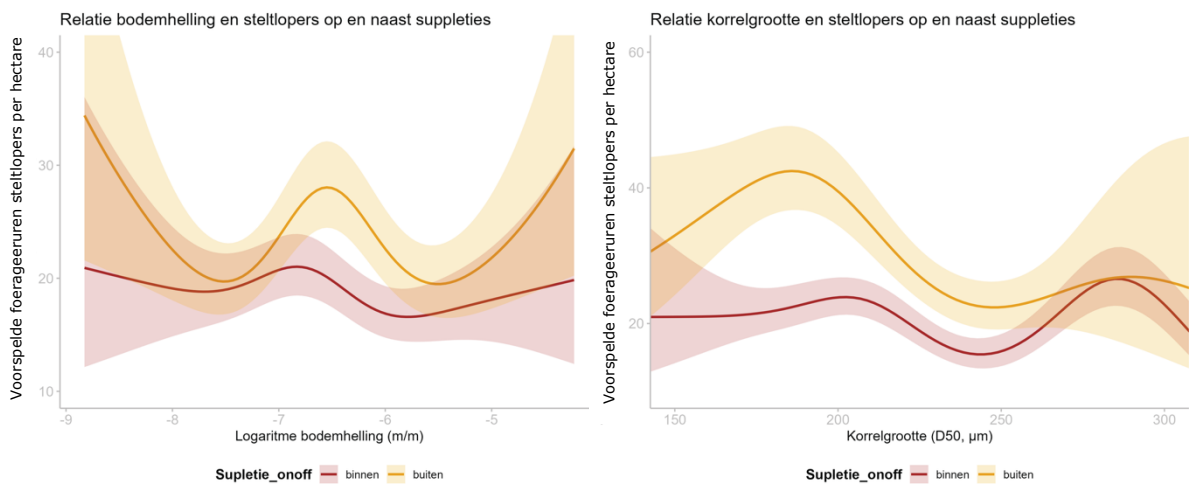 Relatie bodemhelling en steltlopers op en naast suppleties
Voorspelde foerageeruren steltlopers per hectare
40
30
20
10
-9
-8
-7
-6
-5
Logaritme bodemhelling (m/m)
Supletie_onoff
binnen
buiten
Relatie korrelgrootte en steltlopers op en naast suppleties
Voorspelde foerageeruren steltlopers per hectare
60
40
20
150
200
250
300
Korrelgrootte (D50, µm)
Supletie_onoff
binnen
buiten